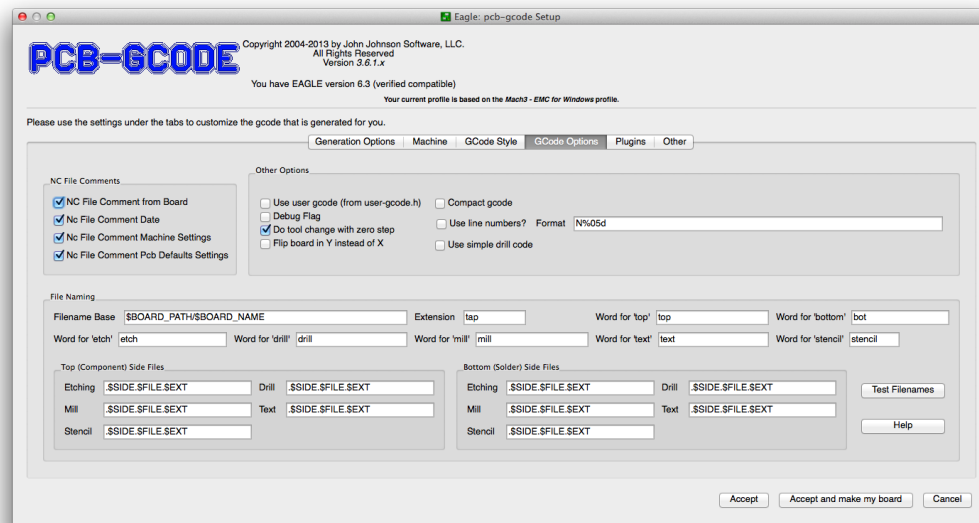 Eagle: pcb-gcode Setup
PCB-GCODE
Copyright 2004-2013 by John Johnson Software, LLC.
All Rights Reserved
Version 3.6.1.x
You have EAGLE version 6.3 (verified compatible)
Your current profile is based on the Mach3 - EMC for Windows profile.
Please use the settings under the tabs to customize the gcode that is generated for you.
Generation Options Machine GCode Style GCode Options Plugins Other
NC File Comments
NC File Comment from Board
Nc File Comment Date
Nc File Comment Machine Settings
Nc File Comment Pcb Defaults Settings
Other Options
Use user gcode (from user-gcode.h) Compact gcode
Debug Flag
Do tool change with zero step Use line numbers? Format N%05d
Flip board in Y instead of X Use simple drill code
File Naming
Filename Base $BOARD_PATH/$BOARD_NAME Extension tap Word for 'top' top Word for 'bottom' bot
Word for 'etch' etch Word for 'drill' drill Word for 'mill' mill Word for 'text' text Word for 'stencil' stencil
Top (Component) Side Files
Etching .$SIDE.$FILE.$EXT Drill .$SIDE.$FILE.$EXT
Mill .$SIDE.$FILE.$EXT Text .$SIDE.$FILE.$EXT
Stencil .$SIDE.$FILE.$EXT
Bottom (Solder) Side Files
Etching .$SIDE.$FILE.$EXT Drill .$SIDE.$FILE.$EXT
Mill .$SIDE.$FILE.$EXT Text .$SIDE.$FILE.$EXT
Stencil .$SIDE.$FILE.$EXT
Test Filenames
Help
Accept Accept and make my board Cancel